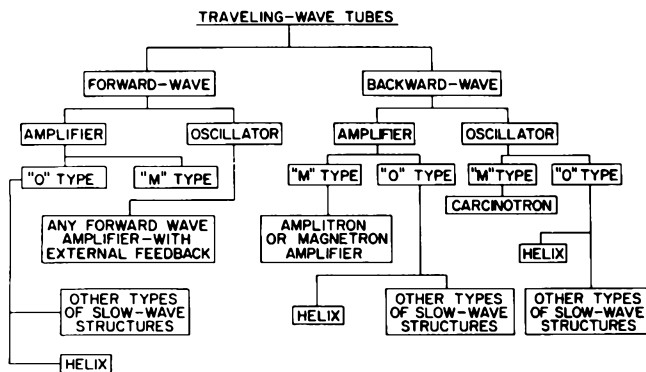 TRAVELING-WAVE TUBES
FORWARD-WAVE
BACKWARD-WAVE
AMPLIFIER
OSCILLATOR
AMPLIFIER
OSCILLATOR
"O" TYPE
"M" TYPE
"M" TYPE
"O" TYPE
"M" TYPE
"O" TYPE
CARCINOTRON
ANY FORWARD WAVE
AMPLIFIER-WITH
EXTERNAL FEEDBACK
AMPLITRON
OR MAGNETRON
AMPLIFIER
HELIX
OTHER TYPES
OF SLOW-WAVE
STRUCTURES
HELIX
OTHER TYPES
OF SLOW-WAVE
STRUCTURES
OTHER TYPES
OF SLOW-WAVE
STRUCTURES
HELIX